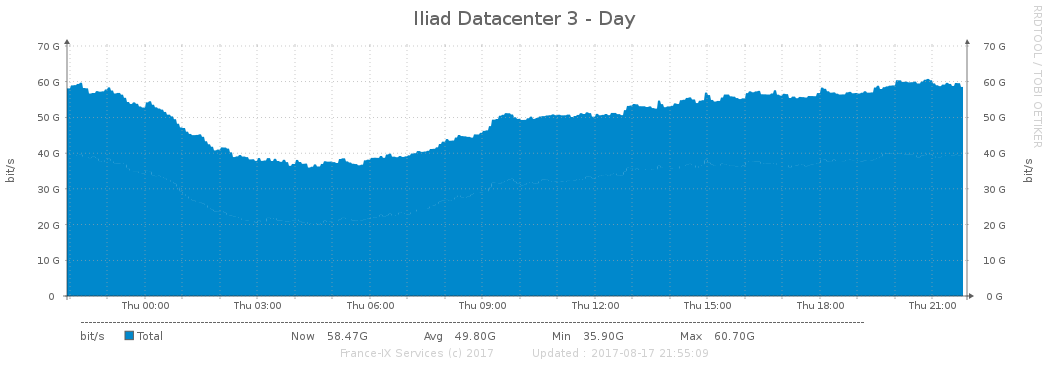 Iliad Datacenter 3 - Day
RRDTOOL / TOBI OETIKER
70 G 70 G
60 G 60 G
50 G 50 G
40 G 40 G
30 G 30 G
20 G 20 G
10 G 10 G
0 0 G
bit/s bit/s
Thu 00:00 Thu 03:00 Thu 06:00 Thu 09:00 Thu 12:00 Thu 15:00 Thu 18:00 Thu 21:00
bit/s Total Now 58.47G Avg 49.80G Min 35.90G Max 60.70G
France-IX Services (c) 2017 Updated : 2017-08-17 21:55:09